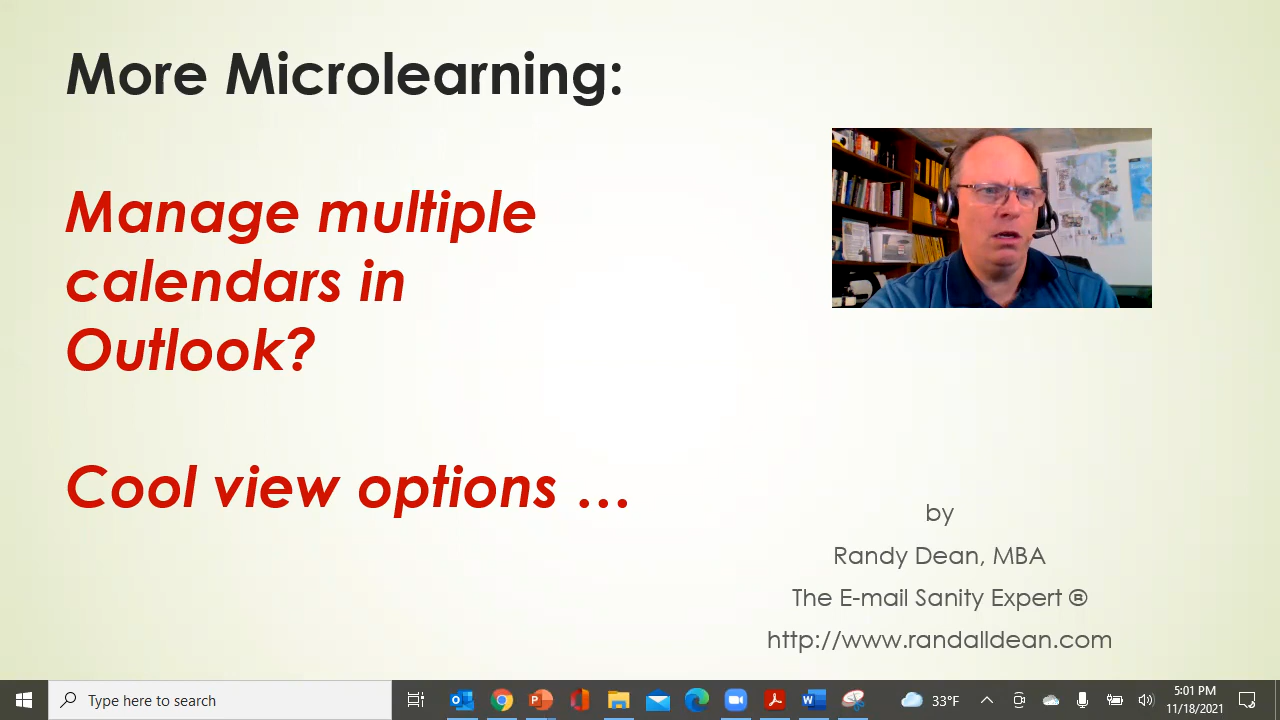 More Microlearning:
Manage multiple
calendars in
Outlook?
Cool view options …
by
Randy Dean, MBA
The E-mail Sanity Expert ®
http://www.randalldean.com
Type here to search
33°F
5:01 PM
11/18/2021